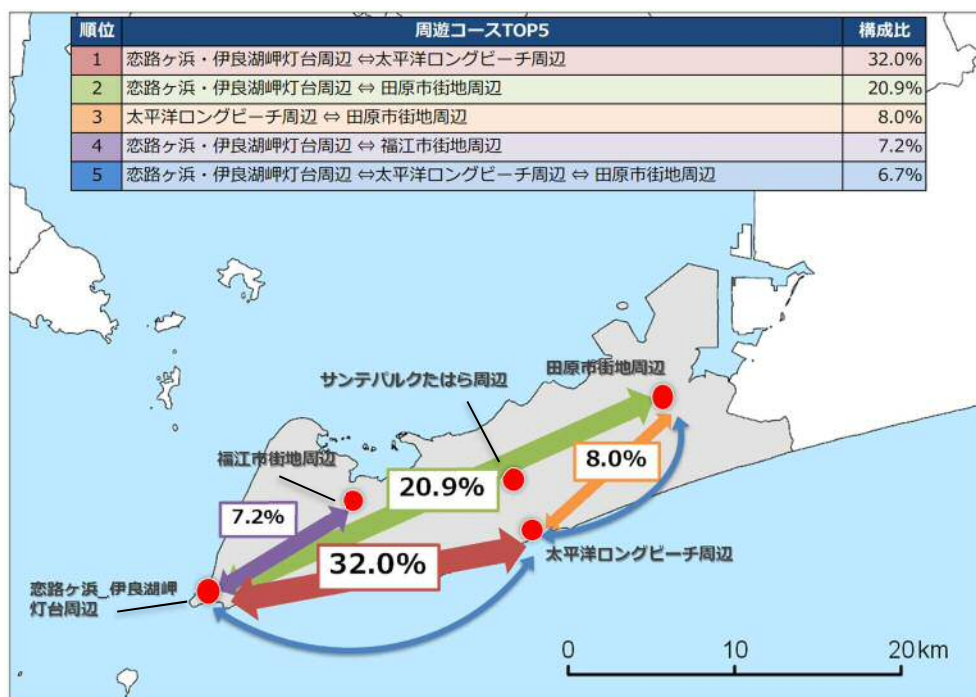 順位 周遊コースTOP5 構成比
1 恋路ヶ浜・伊良湖岬灯台周辺 ⇔太平洋ロングビーチ周辺 32.0%
2 恋路ヶ浜・伊良湖岬灯台周辺 ⇔ 田原市街地周辺 20.9%
3 太平洋ロングビーチ周辺 ⇔ 田原市街地周辺 8.0%
4 恋路ヶ浜・伊良湖岬灯台周辺 ⇔ 福江市街地周辺 7.2%
5 恋路ヶ浜・伊良湖岬灯台周辺 ⇔太平洋ロングビーチ周辺 ⇔ 田原市街地周辺 6.7%
田原市街地周辺
サンテパルクたはら周辺
福江市街地周辺
8.0%
20.9%
7.2%
32.0%
太平洋ロングビーチ周辺
恋路ヶ浜_伊良湖岬
灯台周辺
0 10 20km